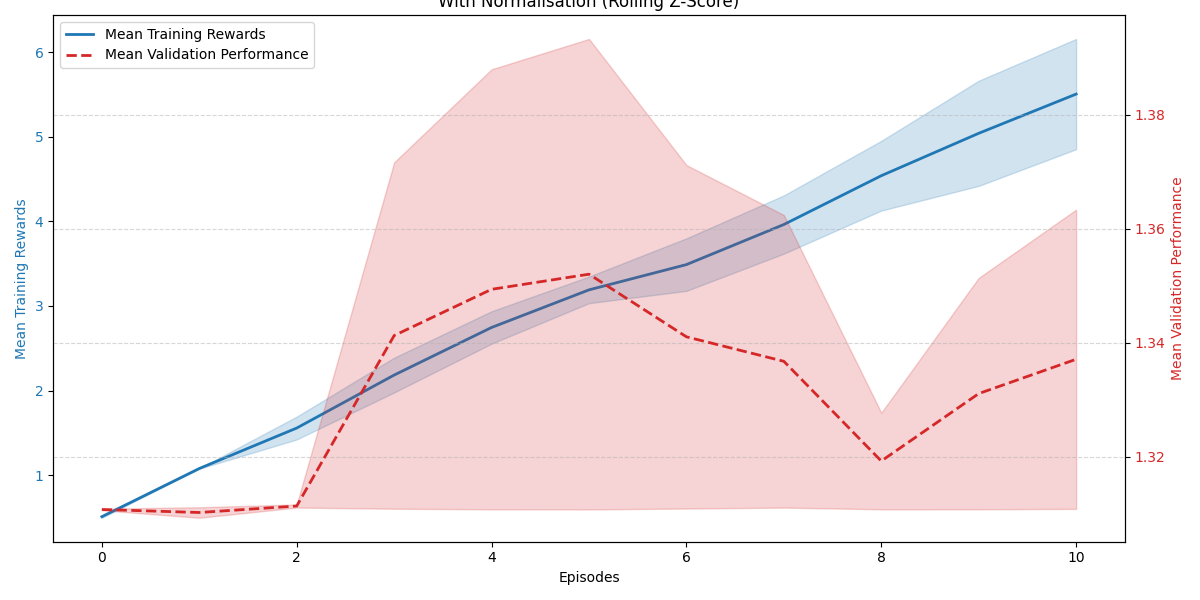 With Normalisation (Rolling Z-Score)
Mean Training Rewards
Mean Validation Performance
6
5
4
3
2
1
Mean Training Rewards
1.38
1.36
1.34
1.32
Mean Validation Performance
0
2
4
6
8
10
Episodes